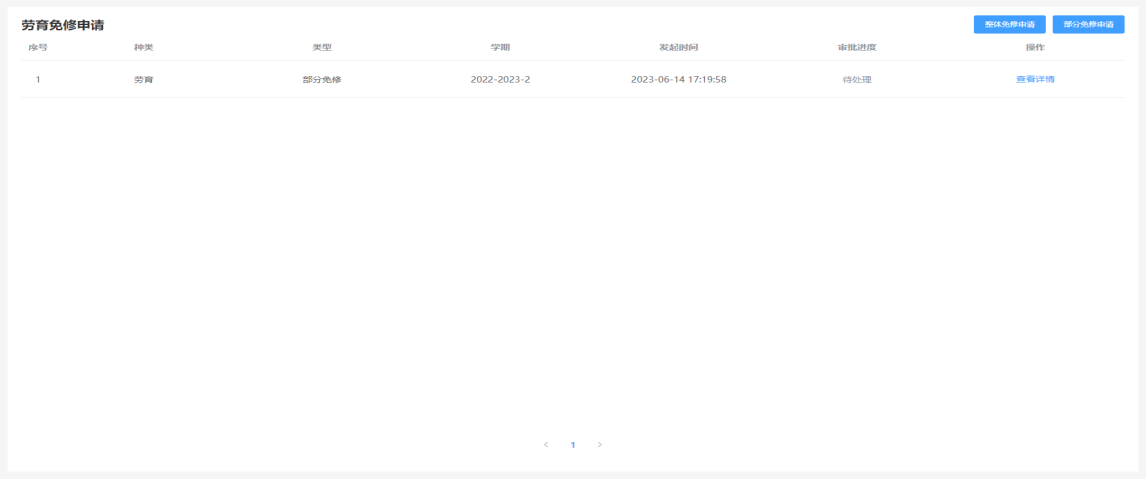 劳育免修申请 整体免修申请 部分免修申请
序号 种类 类型 学期 发起时间 审批进度 操作
1 劳育 部分免修 2022-2023-2 2023-06-14 17:19:58 待处理 查看详情
< 1 >